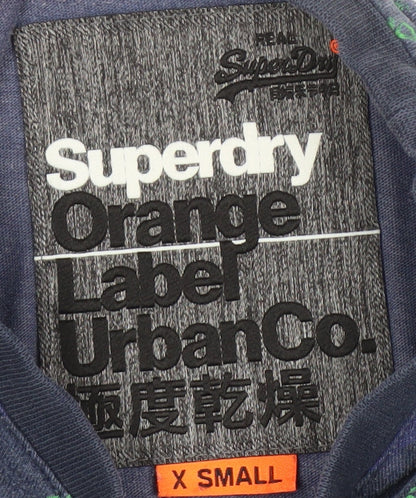 REAL
SuperDry
Superdry
Orange
Label
UrbanCo.
極度乾燥
X SMALL